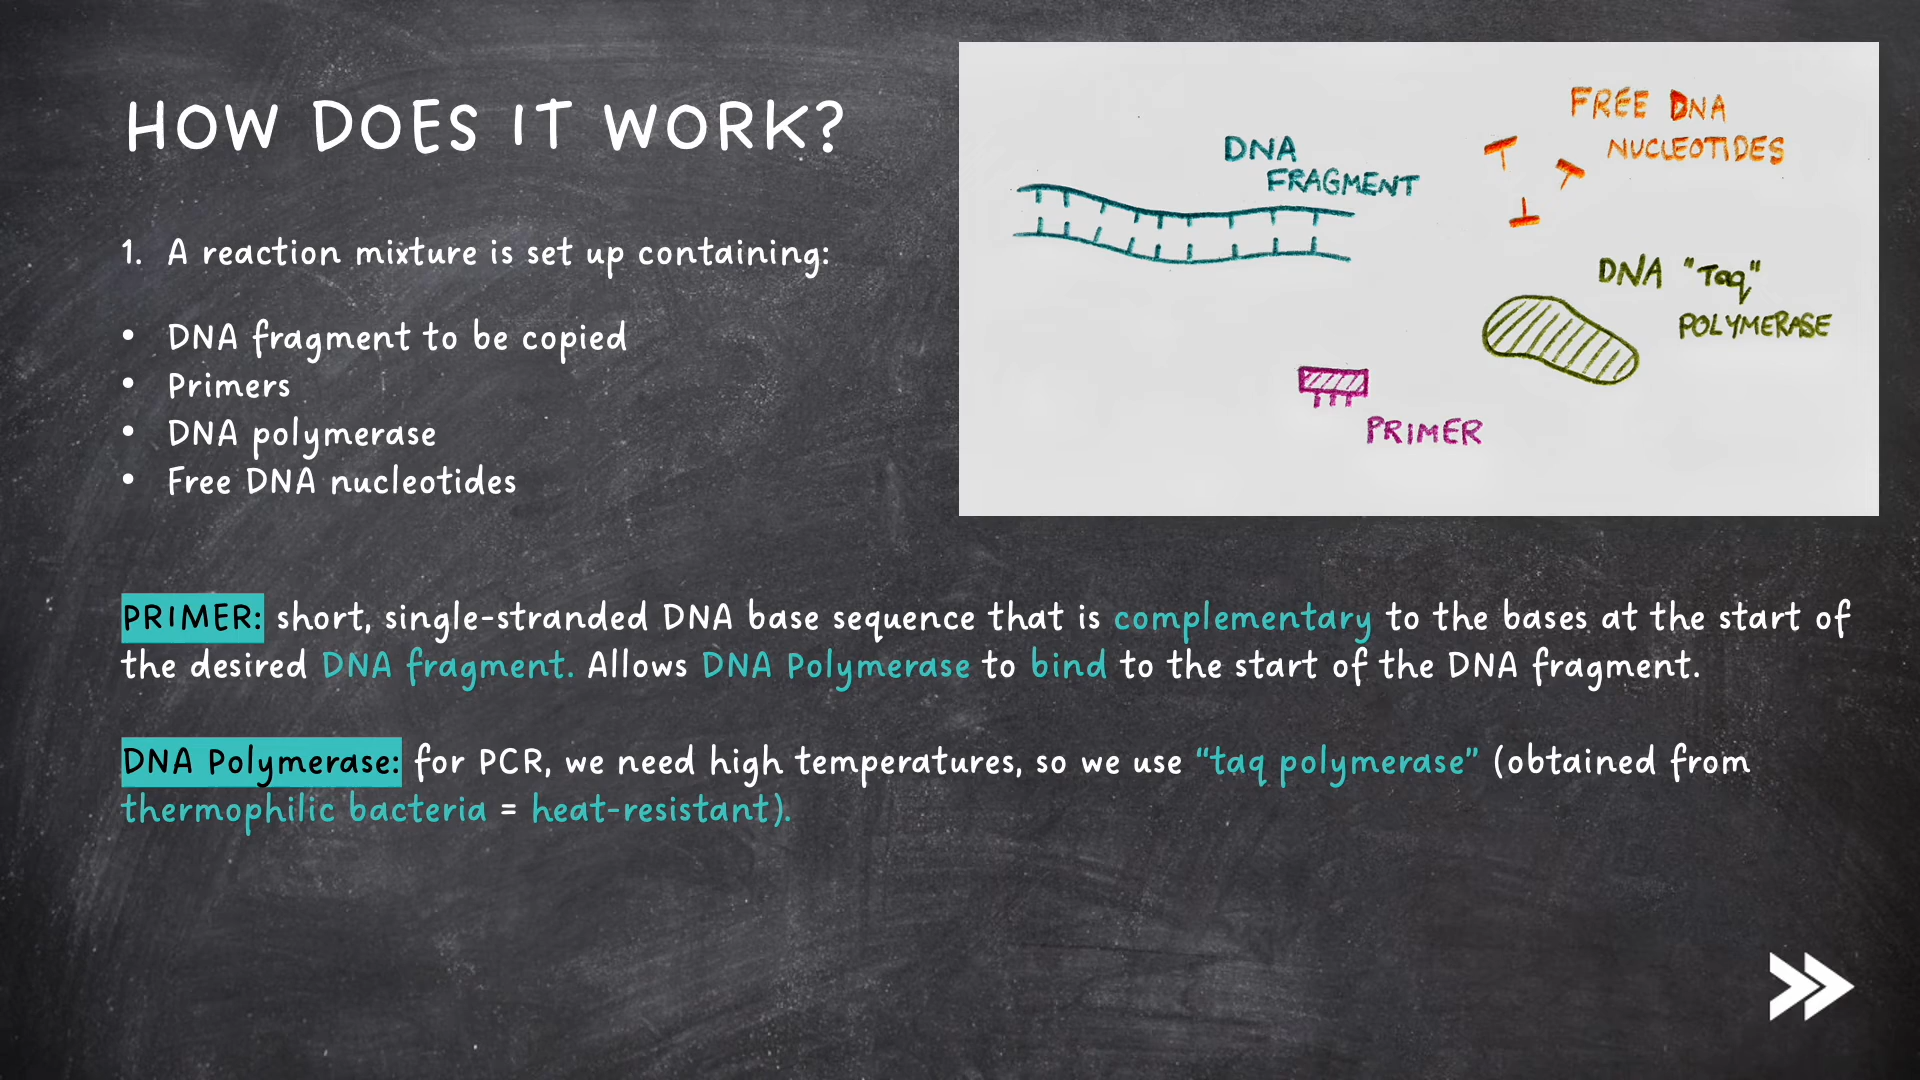 HOW DOES IT WORK?
1. A reaction mixture is set up containing:
• DNA fragment to be copied
• Primers
• DNA polymerase
• Free DNA nucleotides
DNA
FRAGMENT
FREE DNA
NUCLEOTIDES
DNA "Taq"
POLYMERASE
PRIMER
PRIMER: short, single-stranded DNA base sequence that is complementary to the bases at the start of
the desired DNA fragment. Allows DNA Polymerase to bind to the start of the DNA fragment.
DNA Polymerase: for PCR, we need high temperatures, so we use “taq polymerase” (obtained from
thermophilic bacteria = heat-resistant).